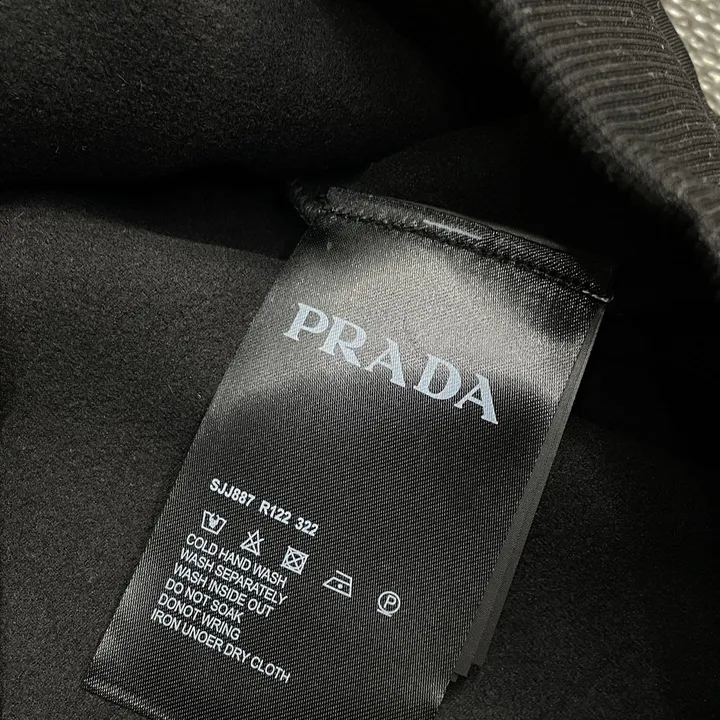 PRADA
SJJ887 R122 322
P
COLD HAND WASH
WASH SEPARATELY
WASH INSIDE OUT
DO NOT SOAK
DONOT WRING
IRON UNOER DRY CLOTH